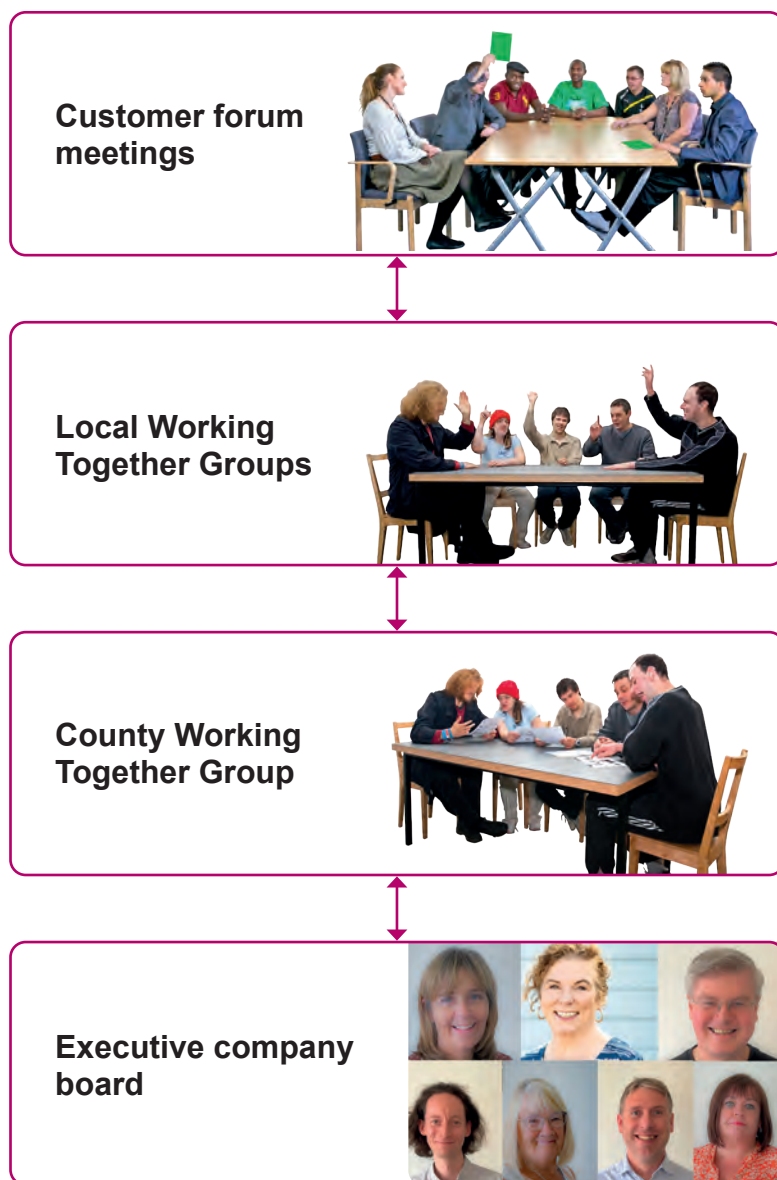 Customer forum
meetings
Local Working
Together Groups
County Working
Together Group
Executive company
board